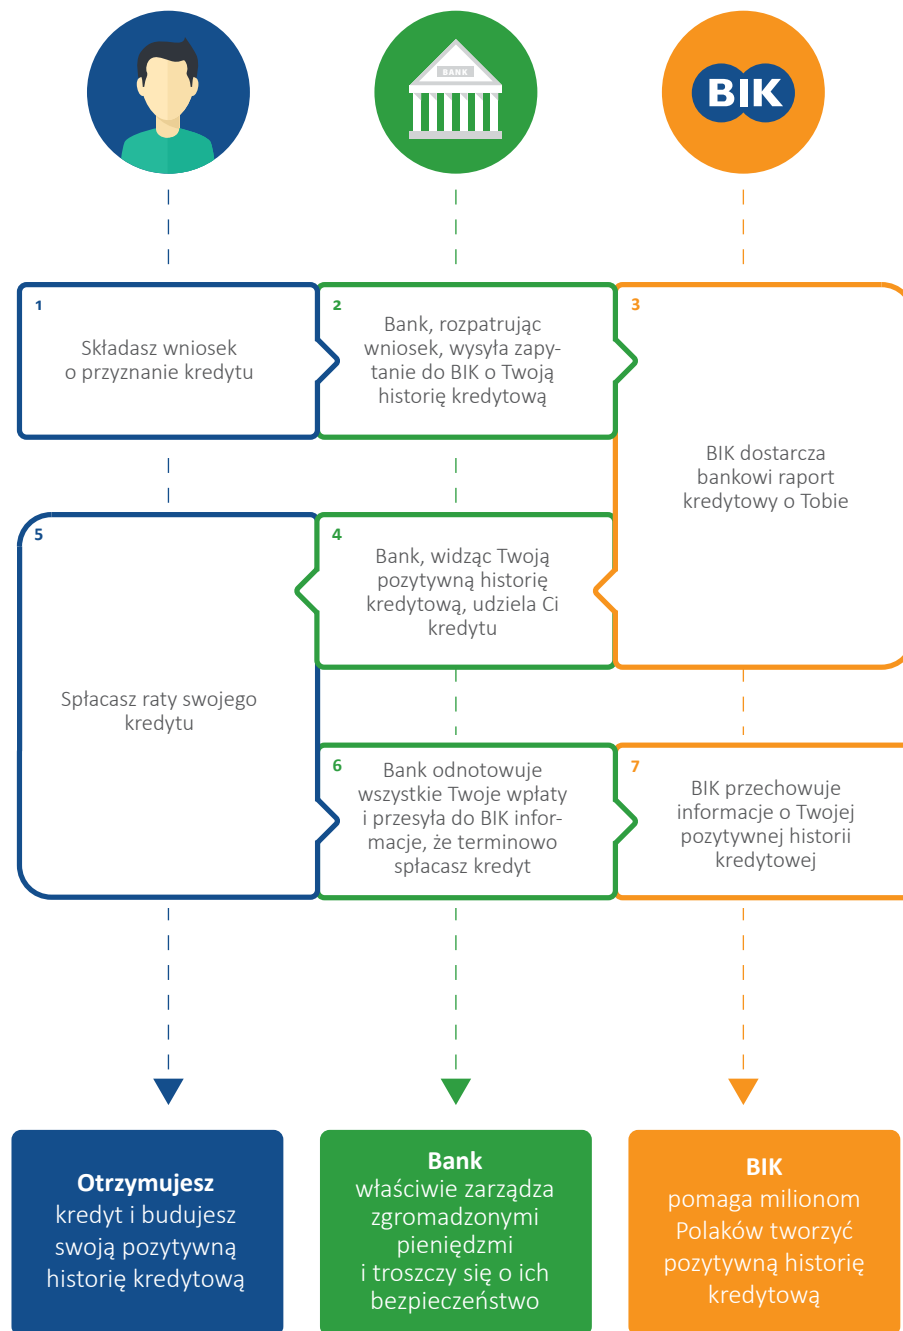 BANK
BIK
1
Składasz wniosek
o przyznanie kredytu
2
Bank, rozpatrując
wniosek, wysyła zapy-
tanie do BIK o Twoją
historię kredytową
3
BIK dostarcza
bankowi raport
kredytowy o Tobie
4
Bank, widząc Twoją
pozytywną historię
kredytową, udziela Ci
kredytu
5
Spłacasz raty swojego
kredytu
6
Bank odnotowuje
wszystkie Twoje wpłaty
i przesyła do BIK infor-
macje, że terminowo
spłacasz kredyt
7
BIK przechowuje
informacje o Twojej
pozytywnej historii
kredytowej
Otrzymujesz
kredyt i budujesz
swoją pozytywną
historię kredytową
Bank
właściwie zarządza
zgromadzonymi
pieniędzmi
i troszczy się o ich
bezpieczeństwo
BIK
pomaga milionom
Polaków tworzyć
pozytywną historię
kredytową